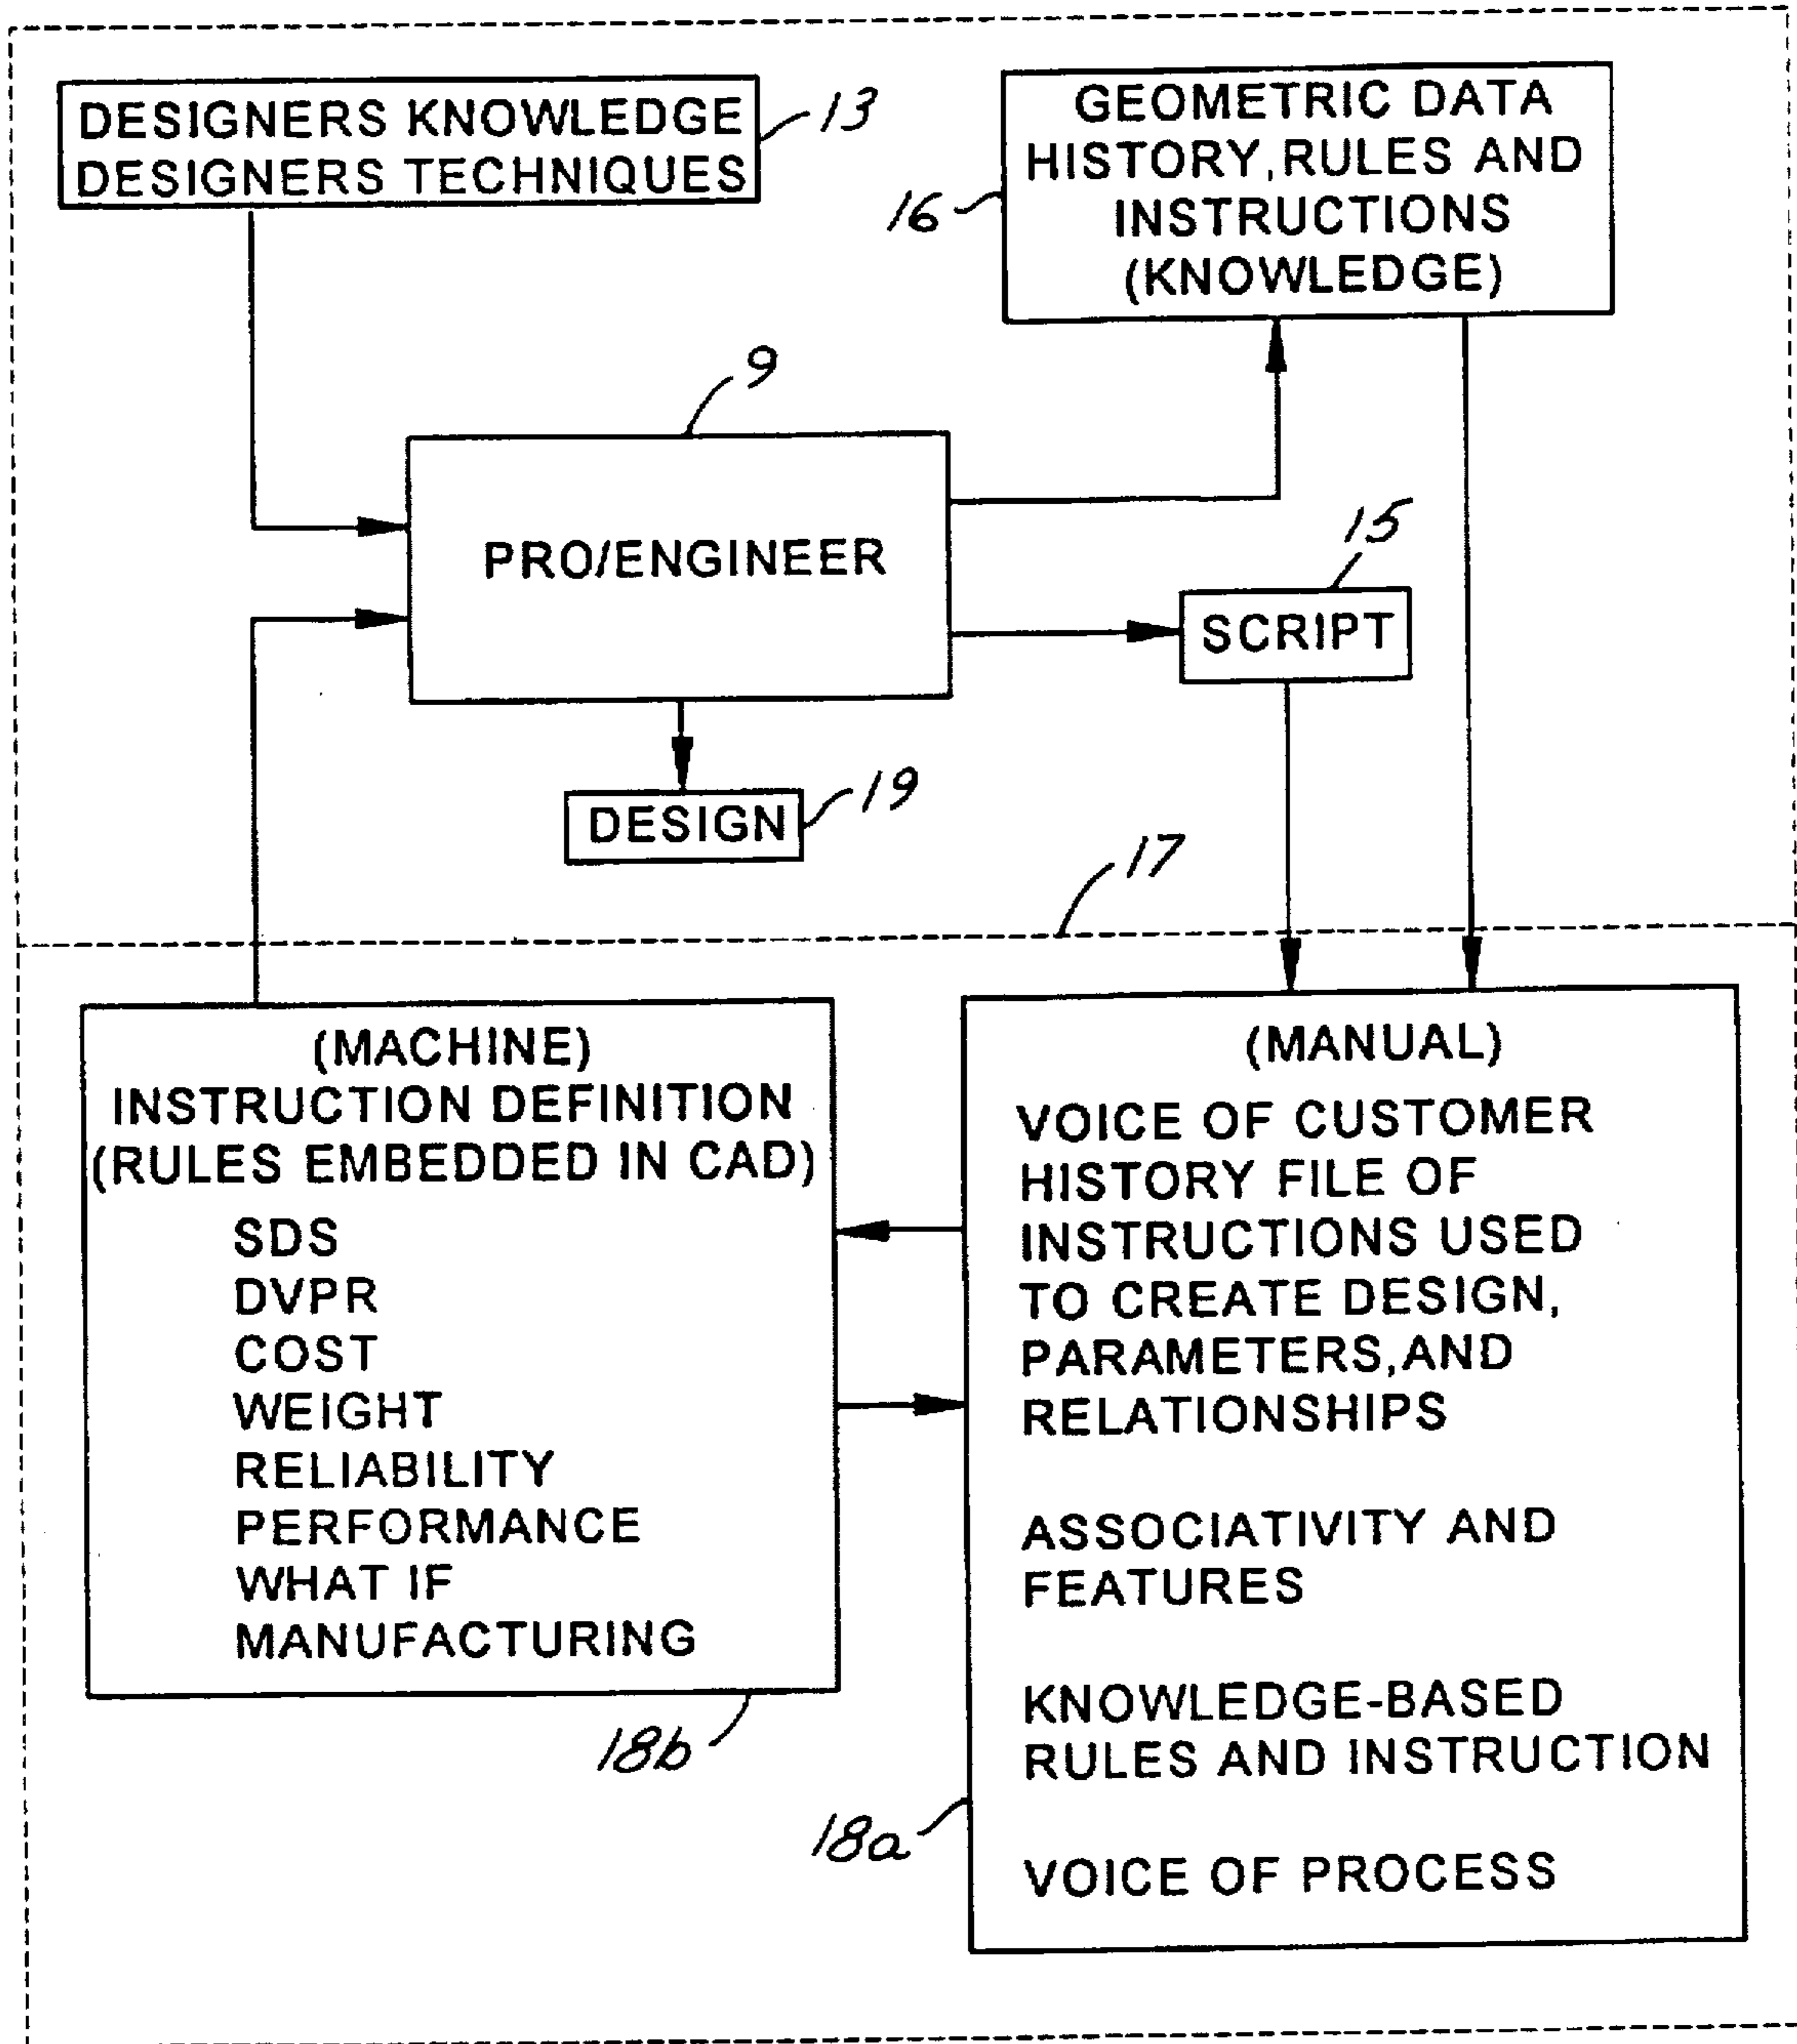 DESIGNERS KNOWLEDGE
DESIGNERS TECHNIQUES
13
GEOMETRIC DATA
HISTORY, RULES AND
INSTRUCTIONS
(KNOWLEDGE)
16
9
PRO/ENGINEER
15
SCRIPT
DESIGN
19
17
(MACHINE)
INSTRUCTION DEFINITION
(RULES EMBEDDED IN CAD)
SDS
DVPR
COST
WEIGHT
RELIABILITY
PERFORMANCE
WHAT IF
MANUFACTURING
18b
(MANUAL)
VOICE OF CUSTOMER
HISTORY FILE OF
INSTRUCTIONS USED
TO CREATE DESIGN,
PARAMETERS, AND
RELATIONSHIPS
ASSOCIATIVITY AND
FEATURES
KNOWLEDGE-BASED
RULES AND INSTRUCTION
VOICE OF PROCESS
18a